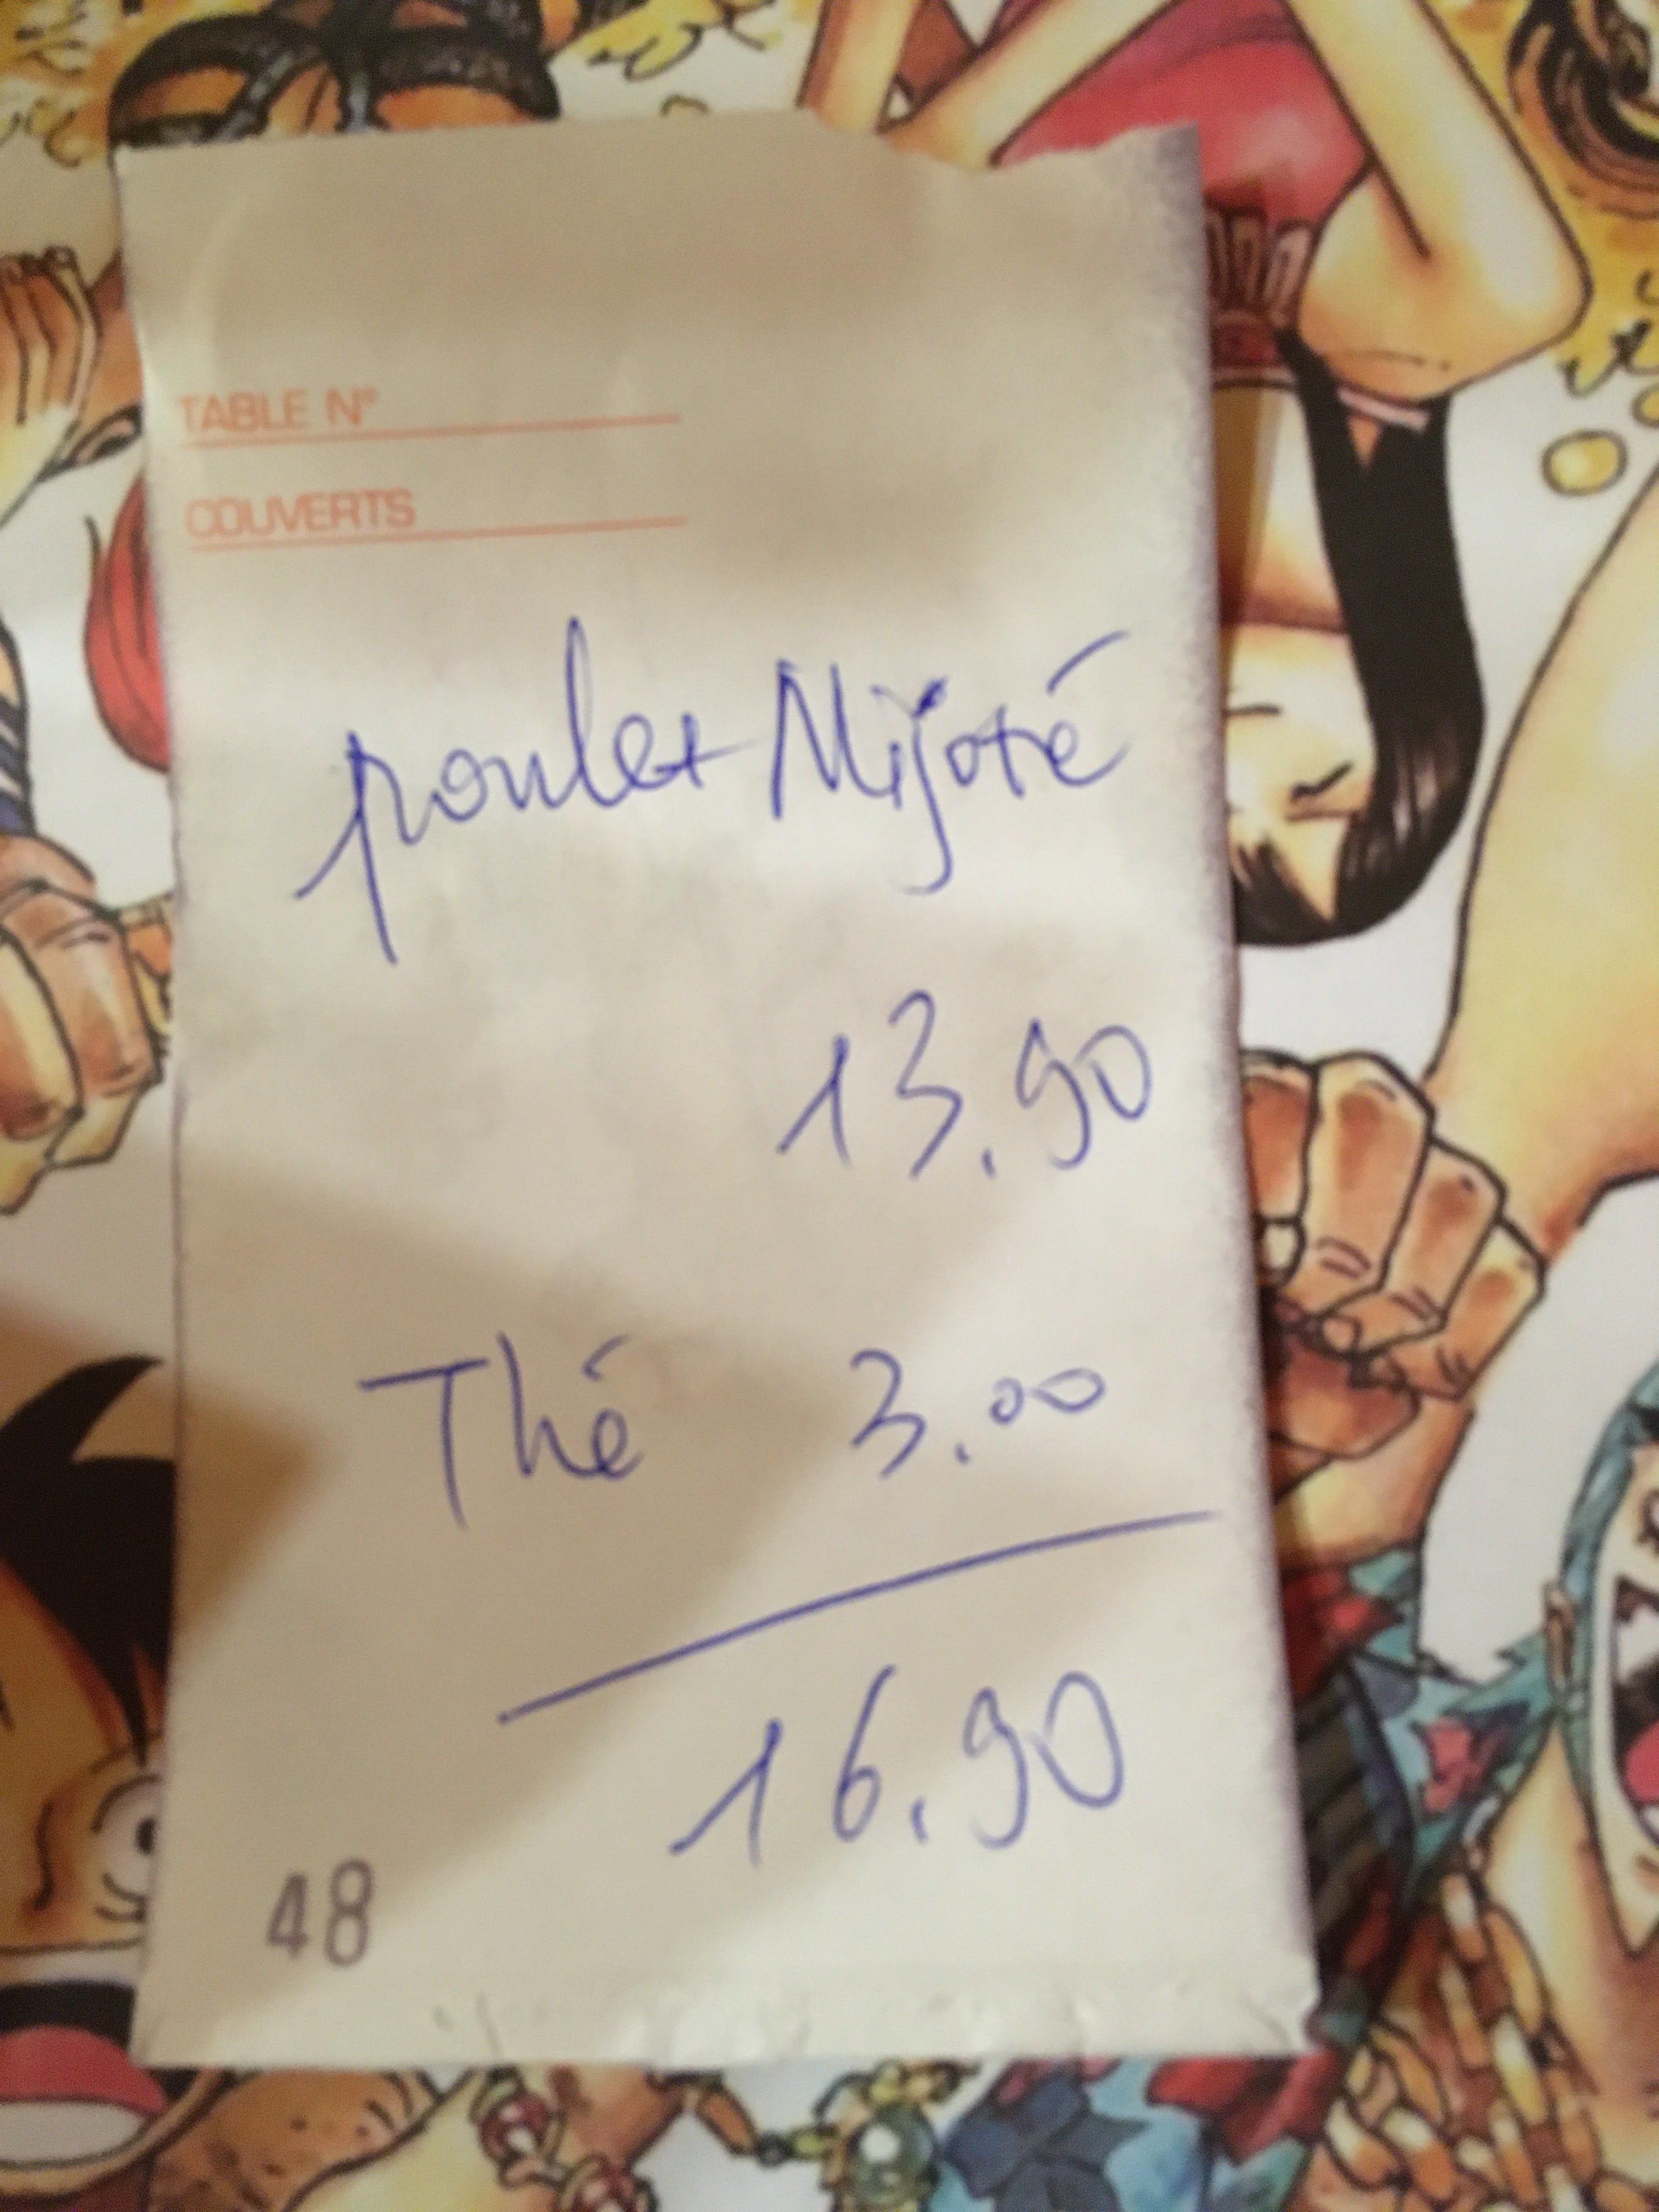 TABLE N°
COUVERTS
poulet Mijoté
13.90
Thé 3.00
16.90
48